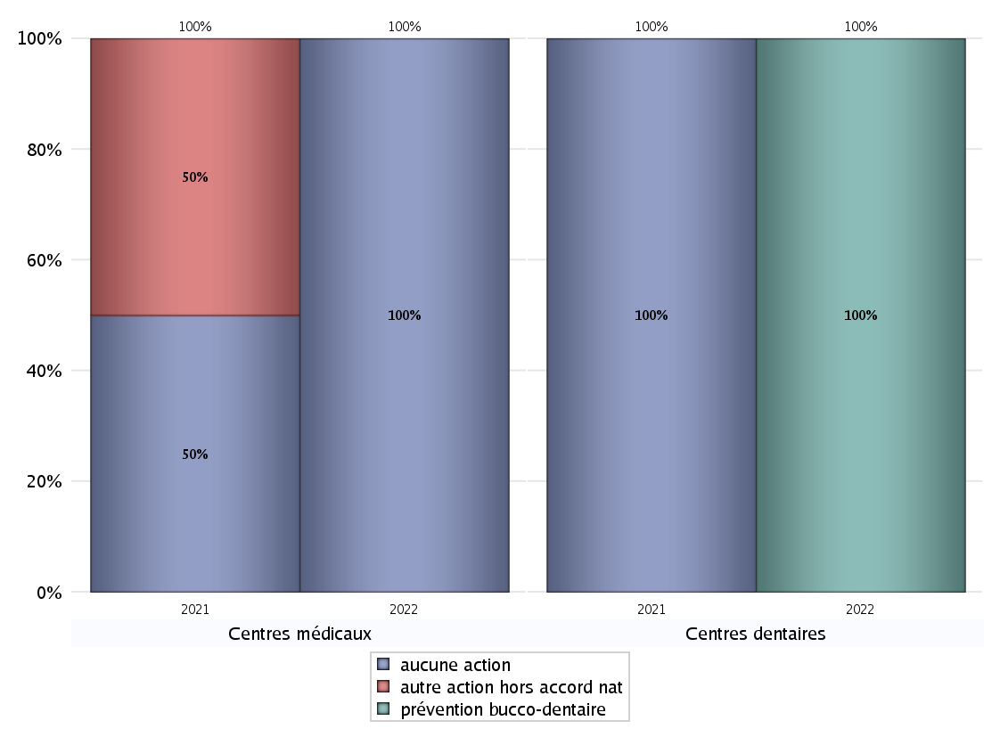 100% 100% 100% 100%
100%
80%
50%
60%
100% 100% 100%
40%
50%
20%
0%
2021 2022 2021 2022
Centres médicaux Centres dentaires
aucune action
autre action hors accord nat
prévention bucco-dentaire